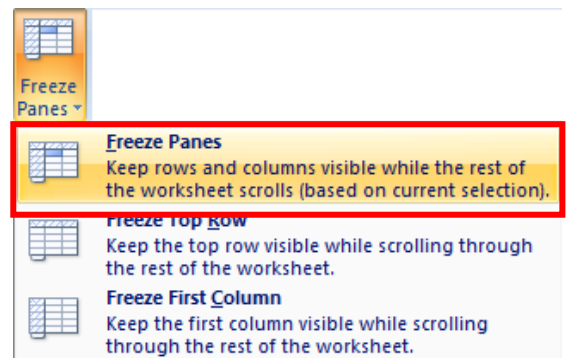 Freeze
Panes
Freeze Panes
Keep rows and columns visible while the rest of
the worksheet scrolls (based on current selection).
Freeze Top Row
Keep the top row visible while scrolling through
the rest of the worksheet.
Freeze First Column
Keep the first column visible while scrolling
through the rest of the worksheet.